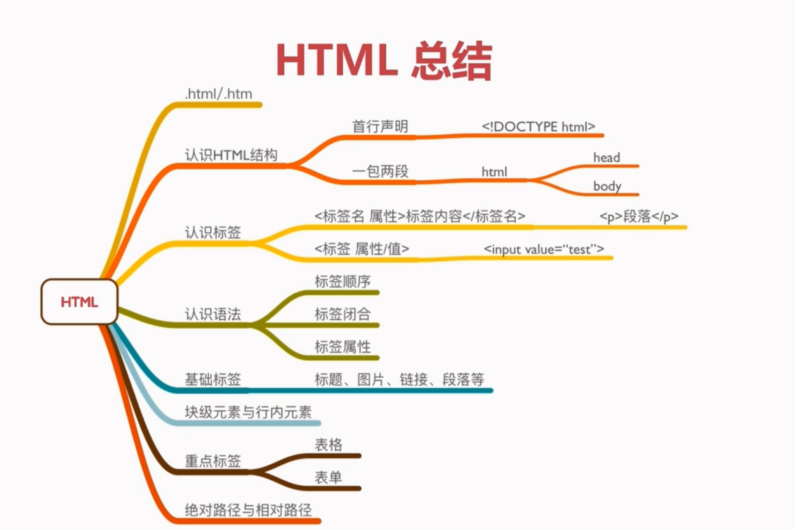 HTML 总结
.html/.htm
认识HTML结构
首行声明
<!DOCTYPE html>
一包两段
html
head
body
认识标签
<标签名 属性>标签内容</标签名>
<p>段落</p>
<标签 属性/值>
<input value=“test”>
HTML
认识语法
标签顺序
标签闭合
标签属性
基础标签
标题、图片、链接、段落等
块级元素与行内元素
重点标签
表格
表单
绝对路径与相对路径